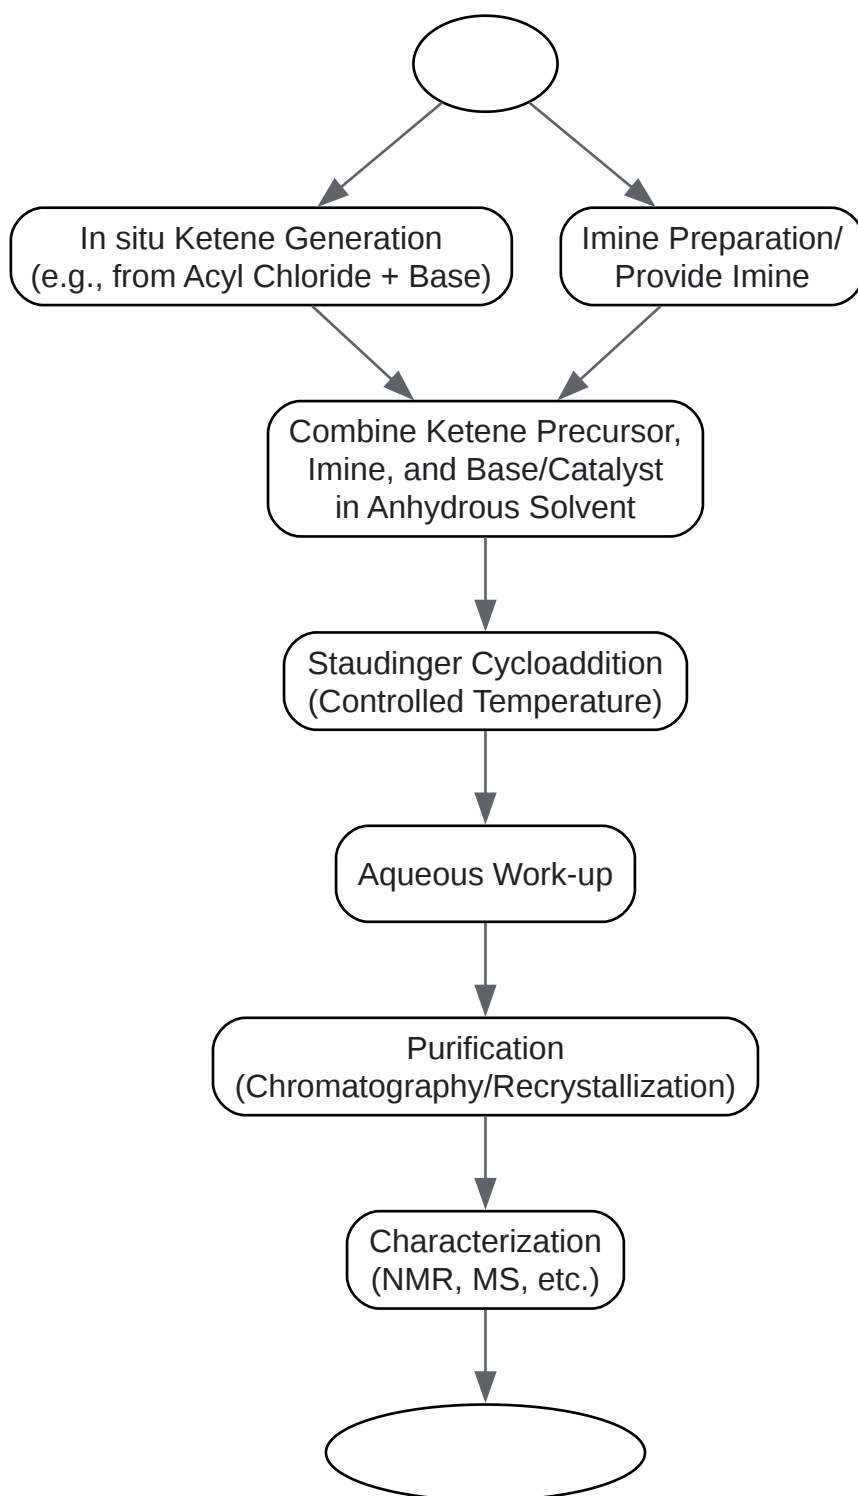 In situ Ketene Generation
(e.g., from Acyl Chloride + Base)
Imine Preparation/
Provide Imine
Combine Ketene Precursor,
Imine, and Base/Catalyst
in Anhydrous Solvent
Staudinger Cycloaddition
(Controlled Temperature)
Aqueous Work-up
Purification
(Chromatography/Recrystallization)
Characterization
(NMR, MS, etc.)